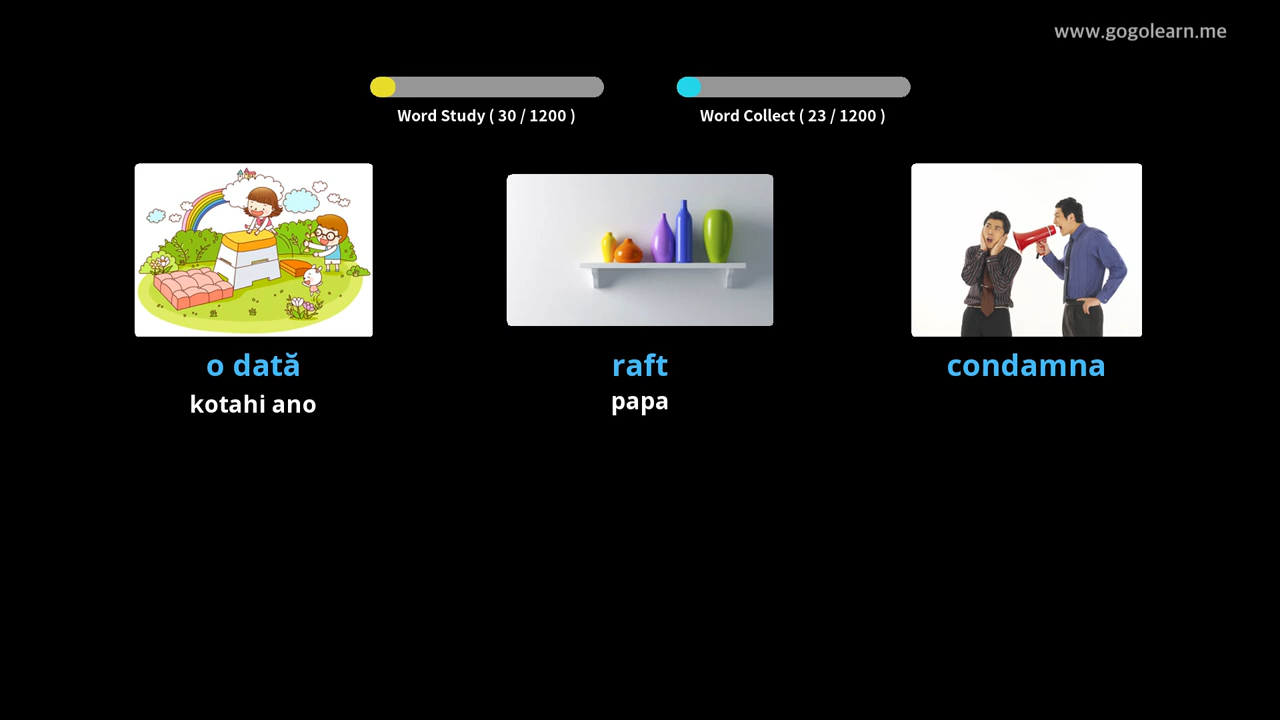 www.gogolearn.me
Word Study ( 30 / 1200 )
Word Collect ( 23 / 1200 )
o dată
raft
condamna
kotahi ano
papa